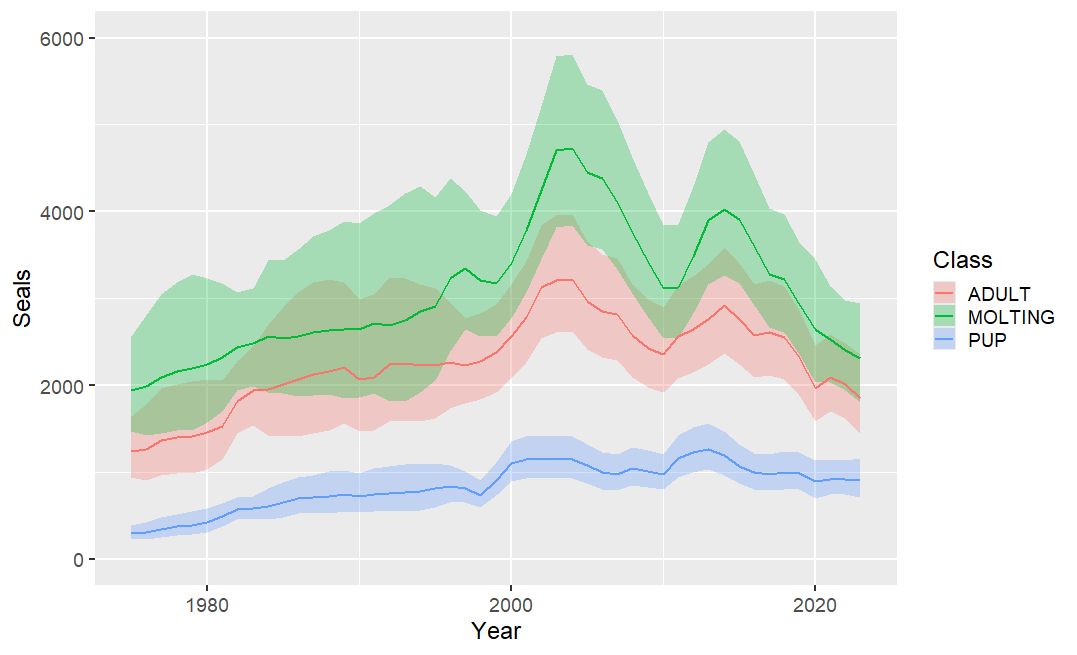 6000
4000
2000
0
Seals
1980
2000
2020
Year
Class
ADULT
MOLTING
PUP